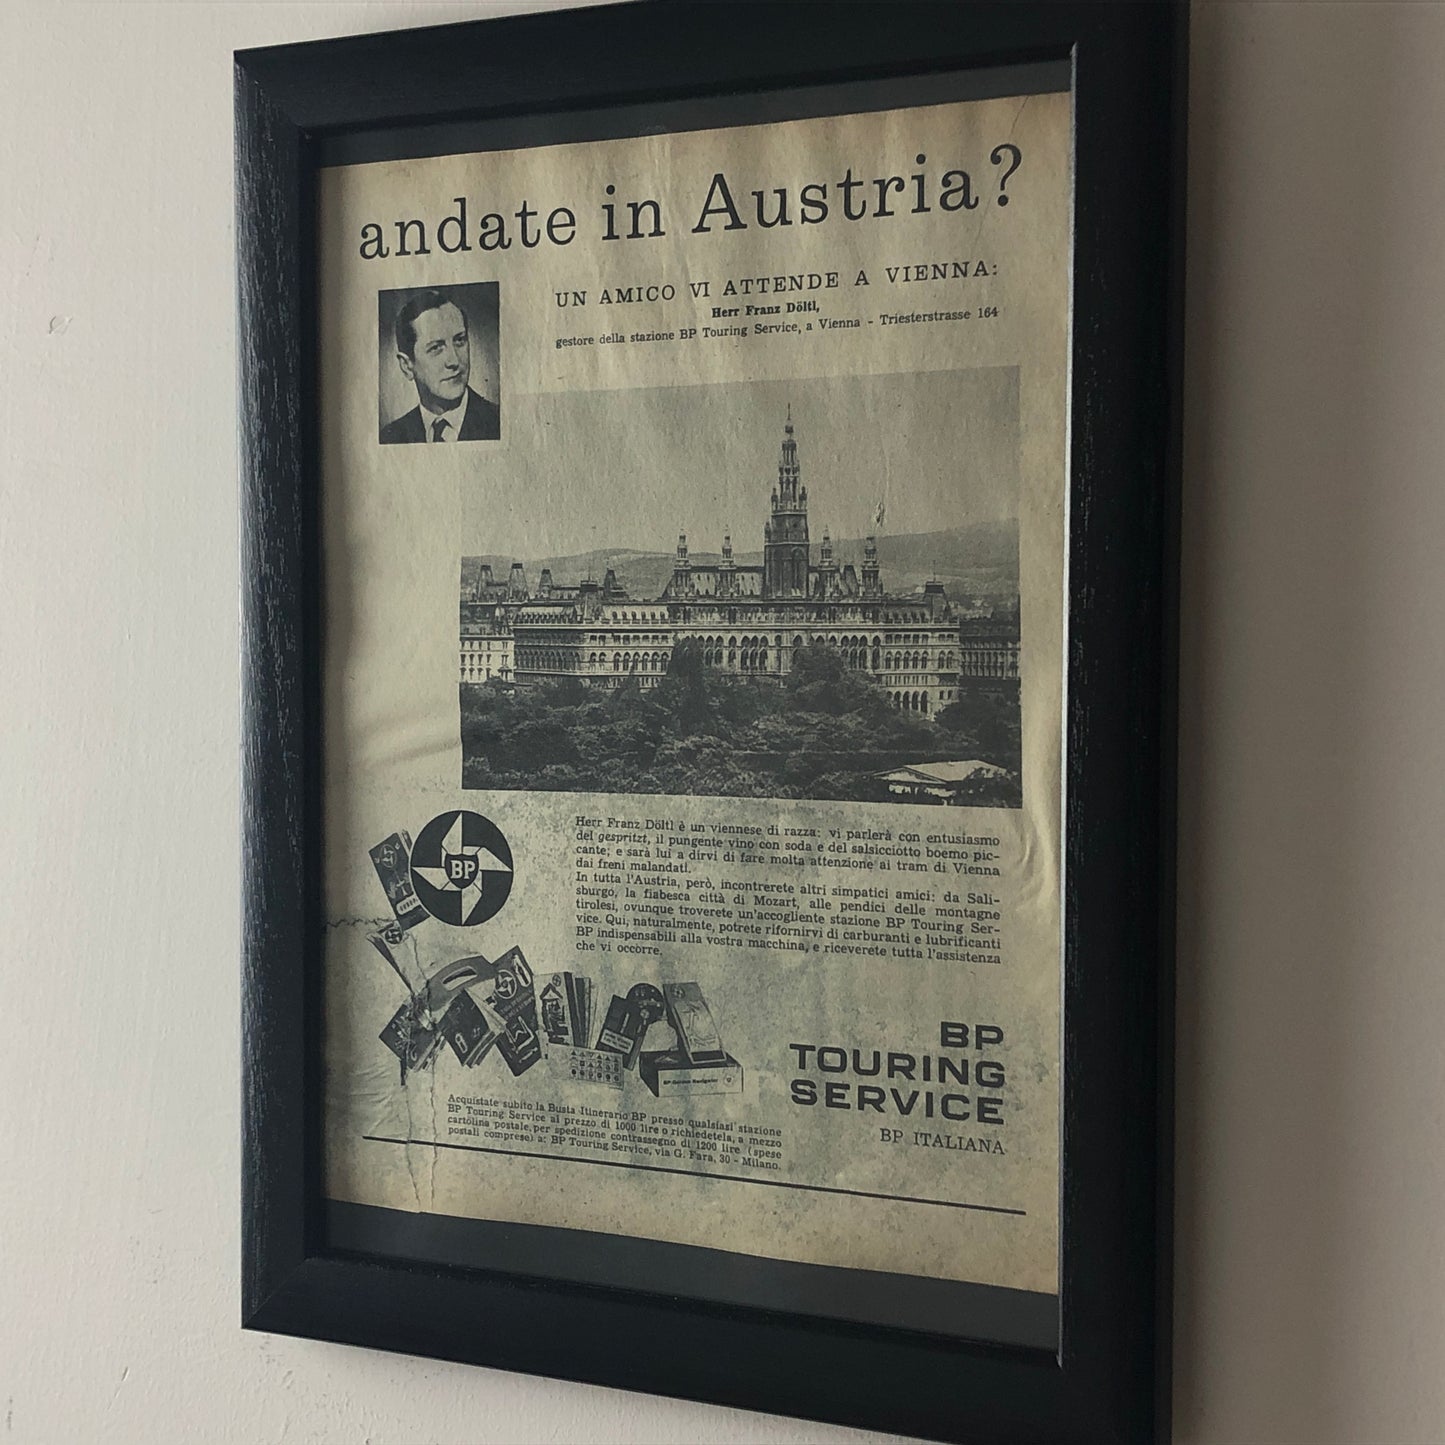 andate in Austria?
UN AMICO VI ATTENDE A VIENNA:
Herr Franz Döltl,
gestore della stazione BP Touring Service, a Vienna - Triesterstrasse 164
Herr Franz Döltl è un viennese di razza: vi parlerà con entusiasmo
del gespritzt, il pungente vino con soda e del salsicciotto boemo pic-
cante; e sarà lui a dirvi di fare molta attenzione ai tram di Vienna
dai freni malandati.
In tutta l'Austria, però, incontrerete altri simpatici amici: da Sali-
sburgo, la fiabesca città di Mozart, alle pendici delle montagne
tirolesi, ovunque troverete un'accogliente stazione BP Touring Ser-
vice. Qui, naturalmente, potrete rifornirvi di carburanti e lubrificanti
BP indispensabili alla vostra macchina, e riceverete tutta l'assistenza
che vi occorre.
BP
BP
TOURING
SERVICE
BP ITALIANA
Acquistate subito la Busta Itinerario BP presso qualsiasi stazione
BP Touring Service al prezzo di 1000 lire o richiedetela, a mezzo
cartolina postale, per spedizione contrassegno di 1200 lire (spese
postali comprese) a: BP Touring Service, via G. Fara, 30 - Milano.